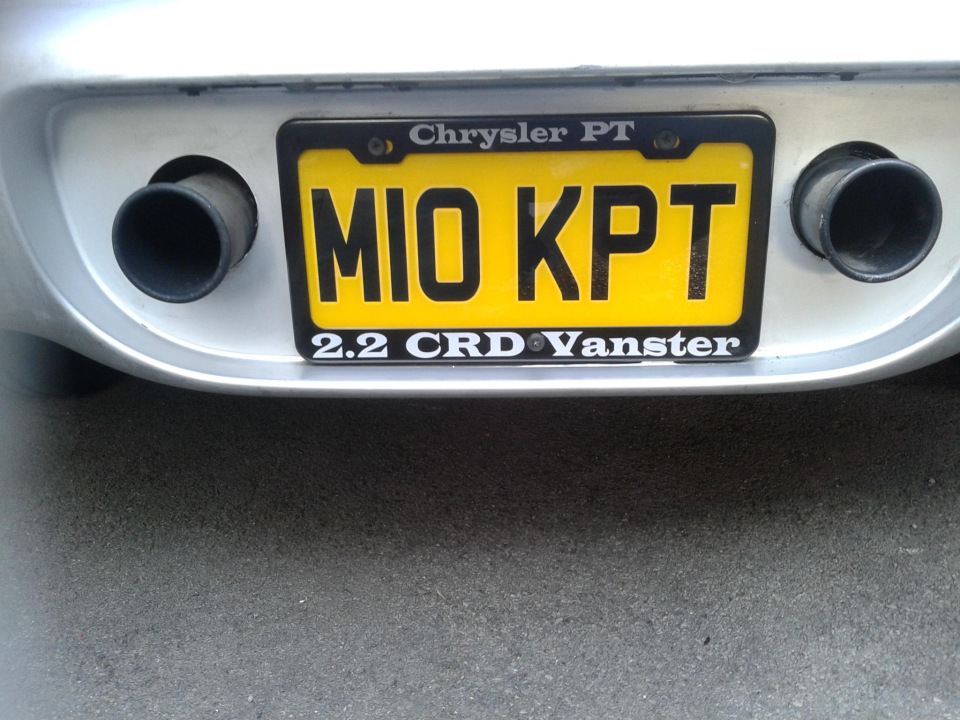 Chrysler PT
M10 KPT
2.2 CRD Vanster